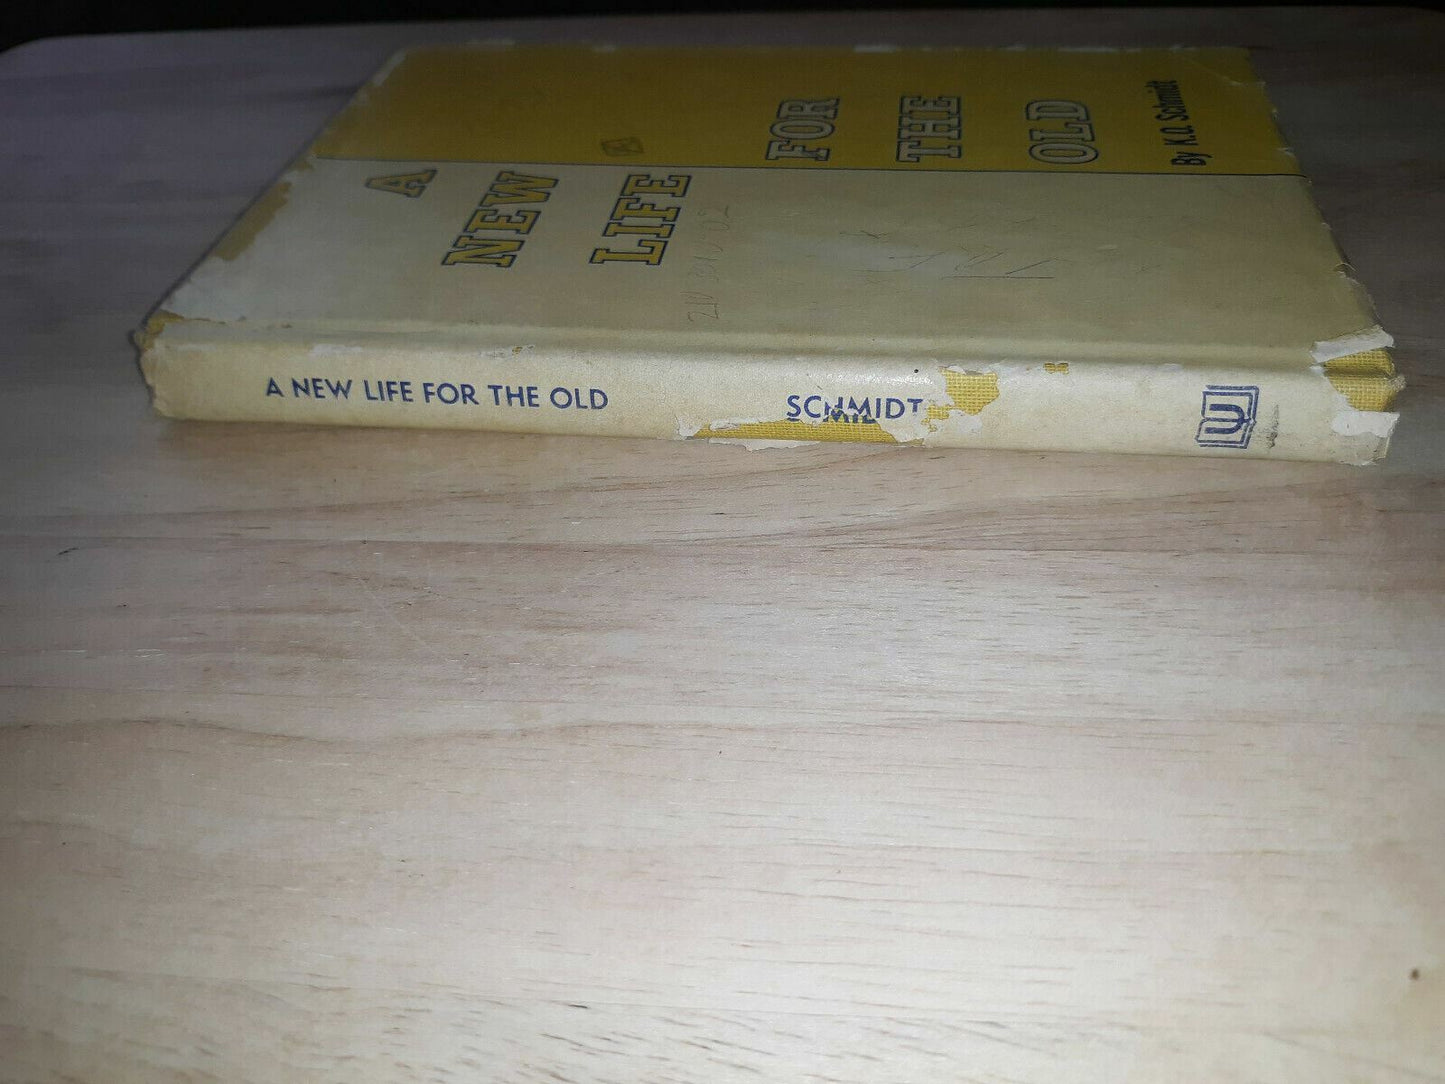 A
NEW
LIFE
FOR
THE
OLD
By K.O. Schmidt
A NEW LIFE FOR THE OLD
SCHMIDT
U